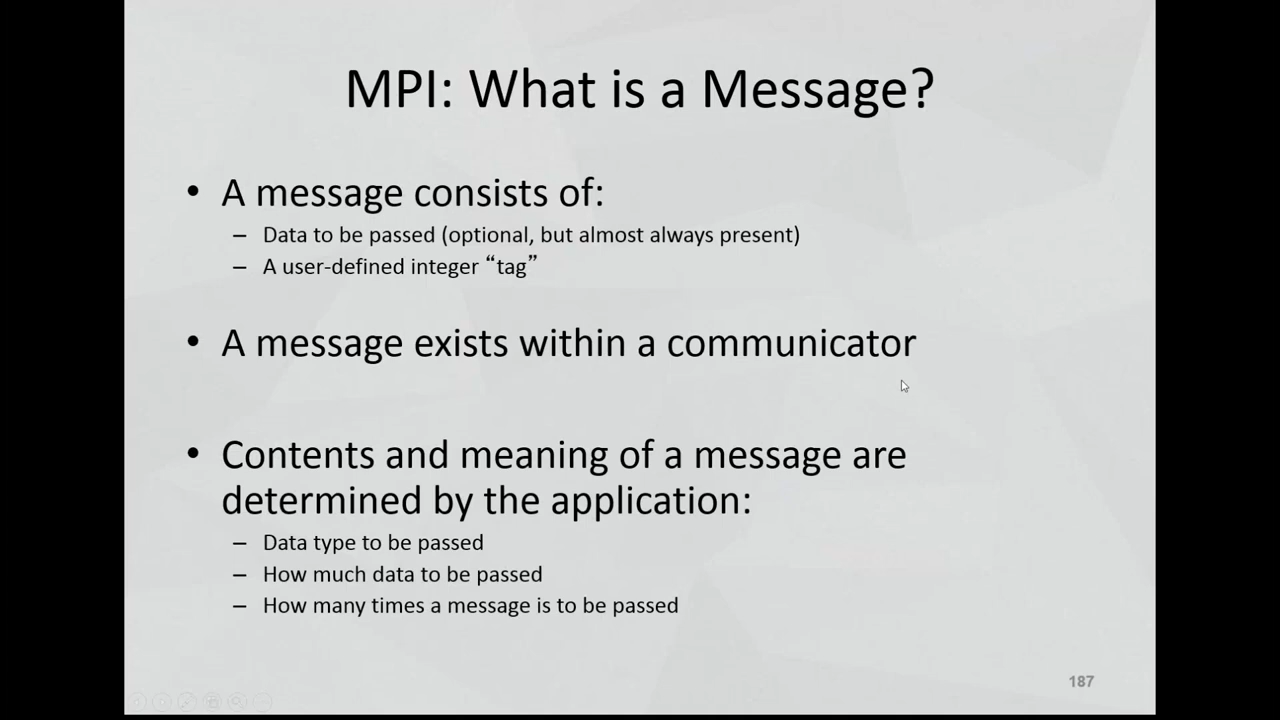 MPI: What is a Message?
• A message consists of:
– Data to be passed (optional, but almost always present)
– A user-defined integer “tag”
• A message exists within a communicator
• Contents and meaning of a message are
determined by the application:
– Data type to be passed
– How much data to be passed
– How many times a message is to be passed
187